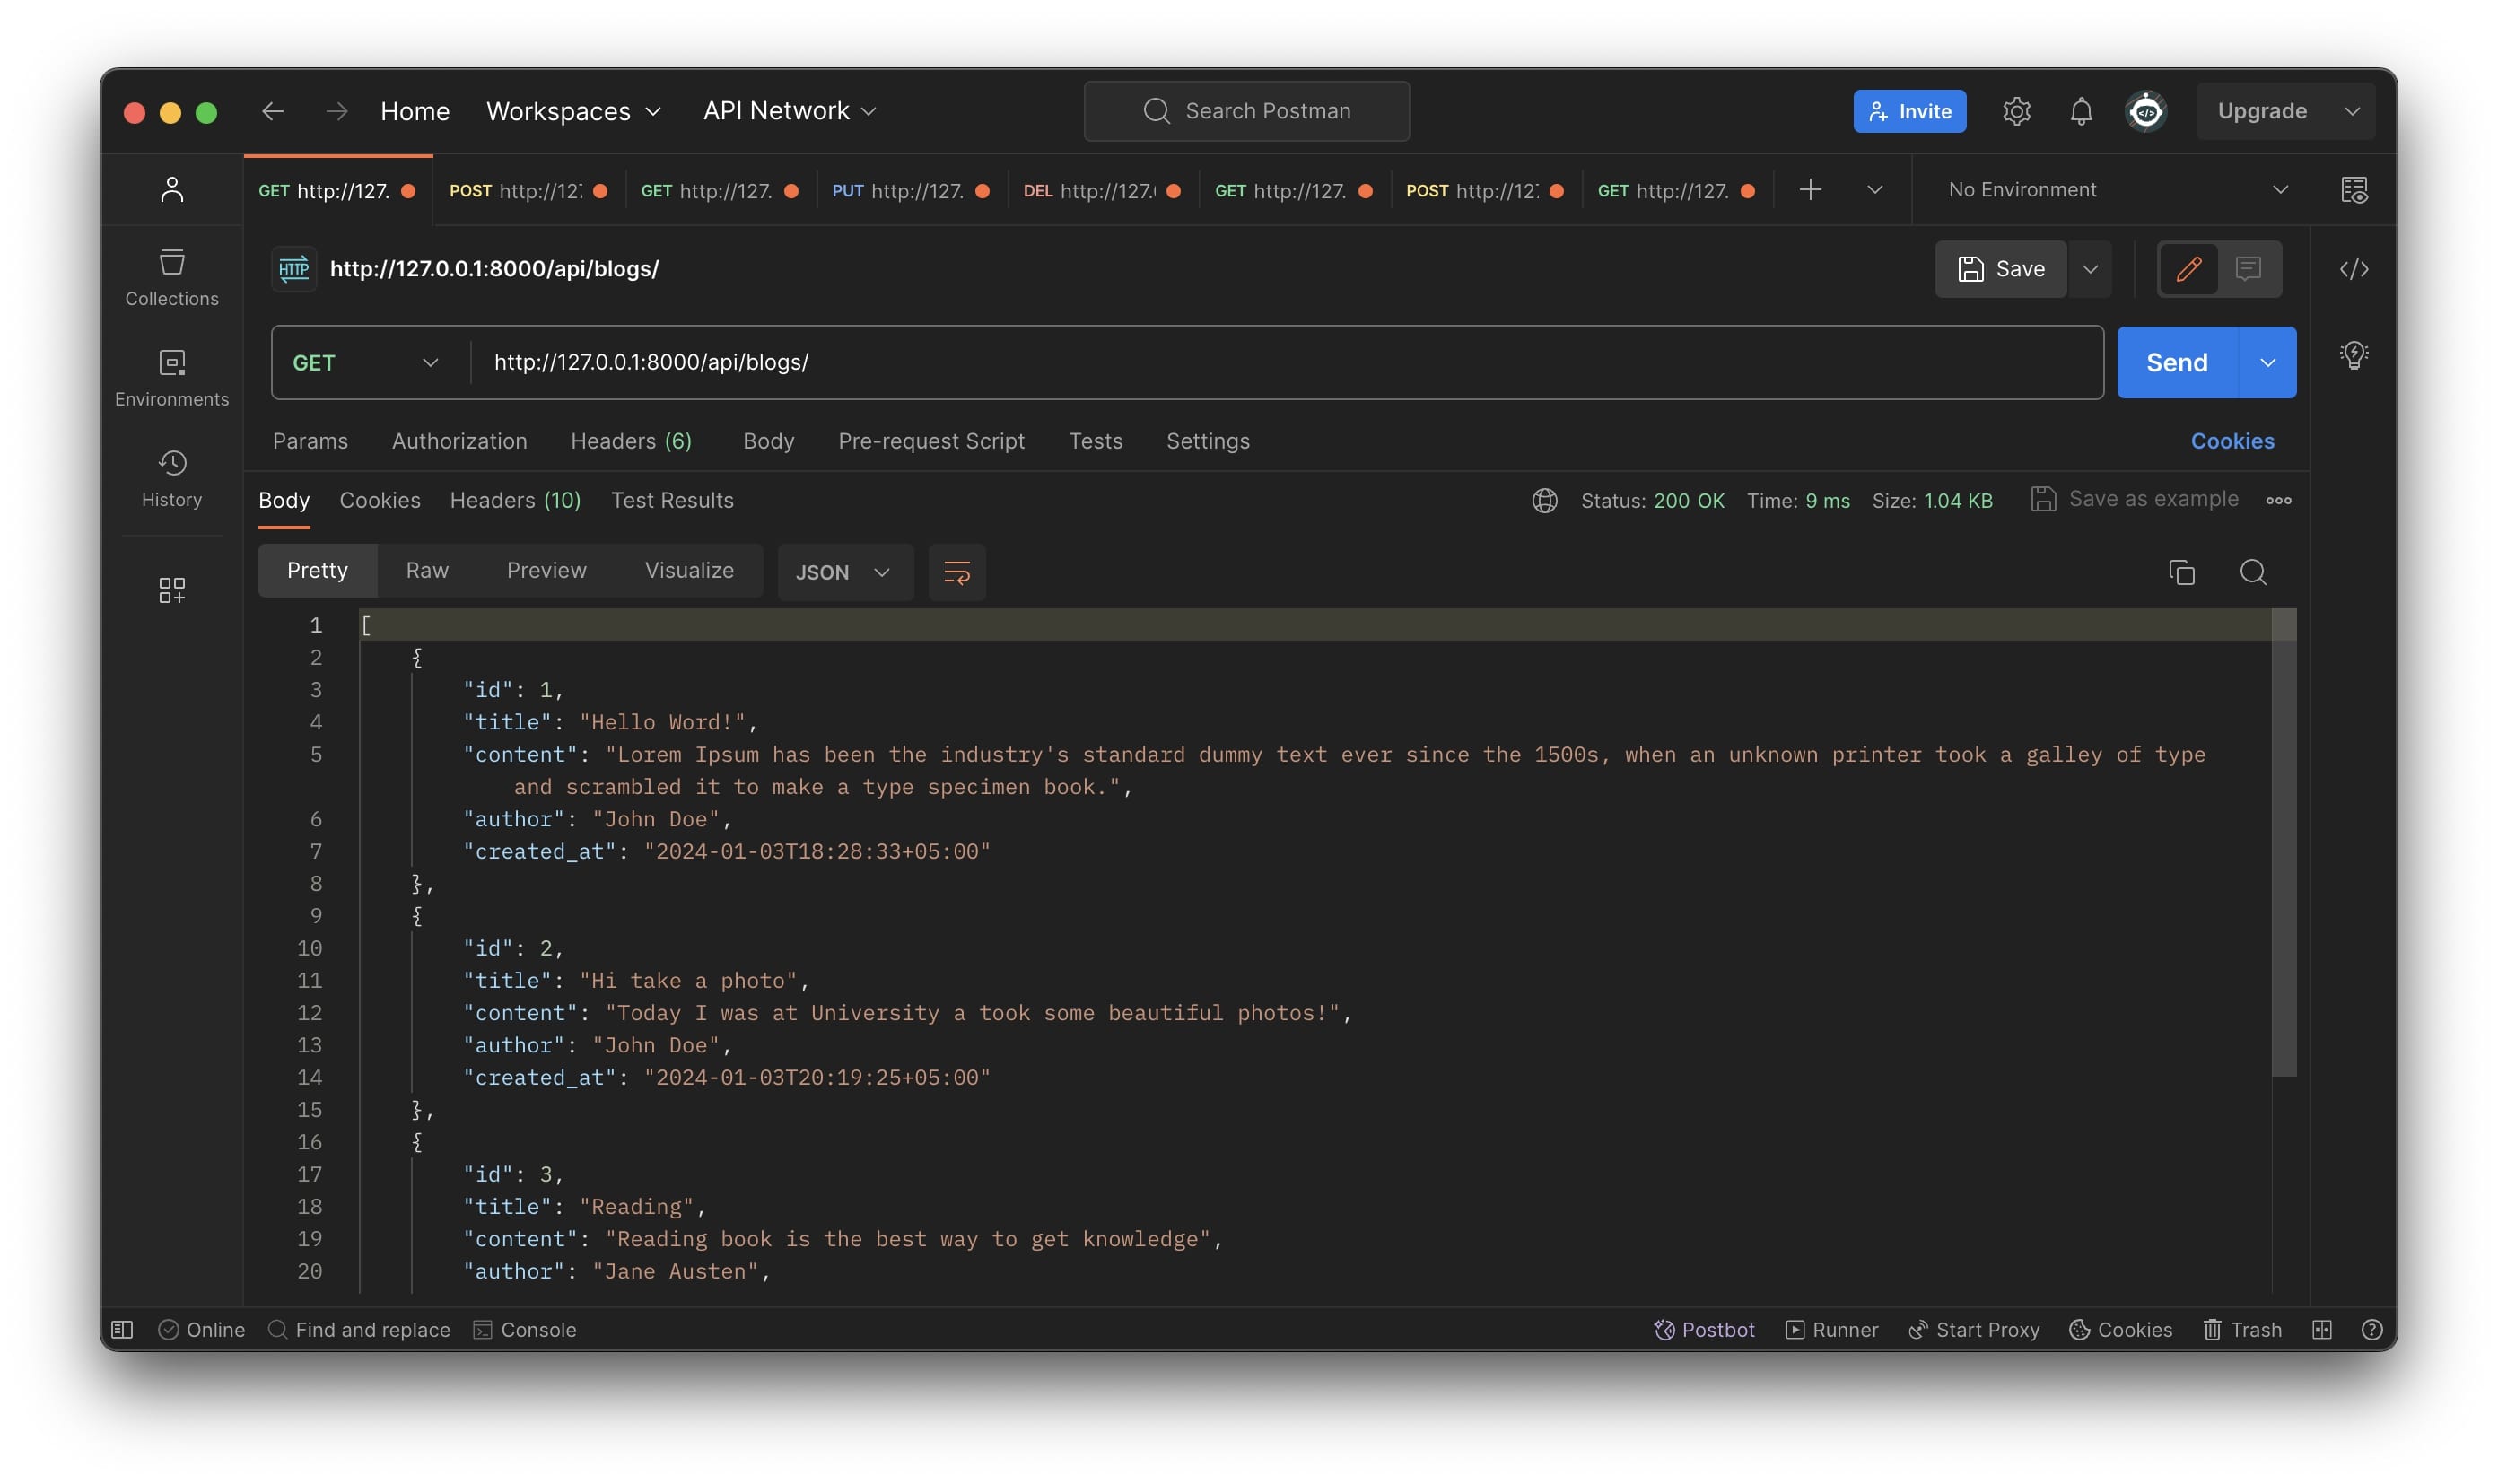 Home Workspaces API Network Search Postman Invite Upgrade
GET http://127. POST http://127 GET http://127. PUT http://127. DEL http://127. GET http://127. POST http://127. GET http://127. No Environment
Collections
Environments
History
HTTP http://127.0.0.1:8000/api/blogs/ Save
GET http://127.0.0.1:8000/api/blogs/ Send
Params Authorization Headers (6) Body Pre-request Script Tests Settings Cookies
Body Cookies Headers (10) Test Results Status: 200 OK Time: 9 ms Size: 1.04 KB Save as example
Pretty Raw Preview Visualize JSON
1 [
2 {
3 "id": 1,
4 "title": "Hello Word!",
5 "content": "Lorem Ipsum has been the industry's standard dummy text ever since the 1500s, when an unknown printer took a galley of type
and scrambled it to make a type specimen book.",
6 "author": "John Doe",
7 "created_at": "2024-01-03T18:28:33+05:00"
8 },
9 {
10 "id": 2,
11 "title": "Hi take a photo",
12 "content": "Today I was at University a took some beautiful photos!",
13 "author": "John Doe",
14 "created_at": "2024-01-03T20:19:25+05:00"
15 },
16 {
17 "id": 3,
18 "title": "Reading",
19 "content": "Reading book is the best way to get knowledge",
20 "author": "Jane Austen",
Online Find and replace Console Postbot Runner Start Proxy Cookies Trash